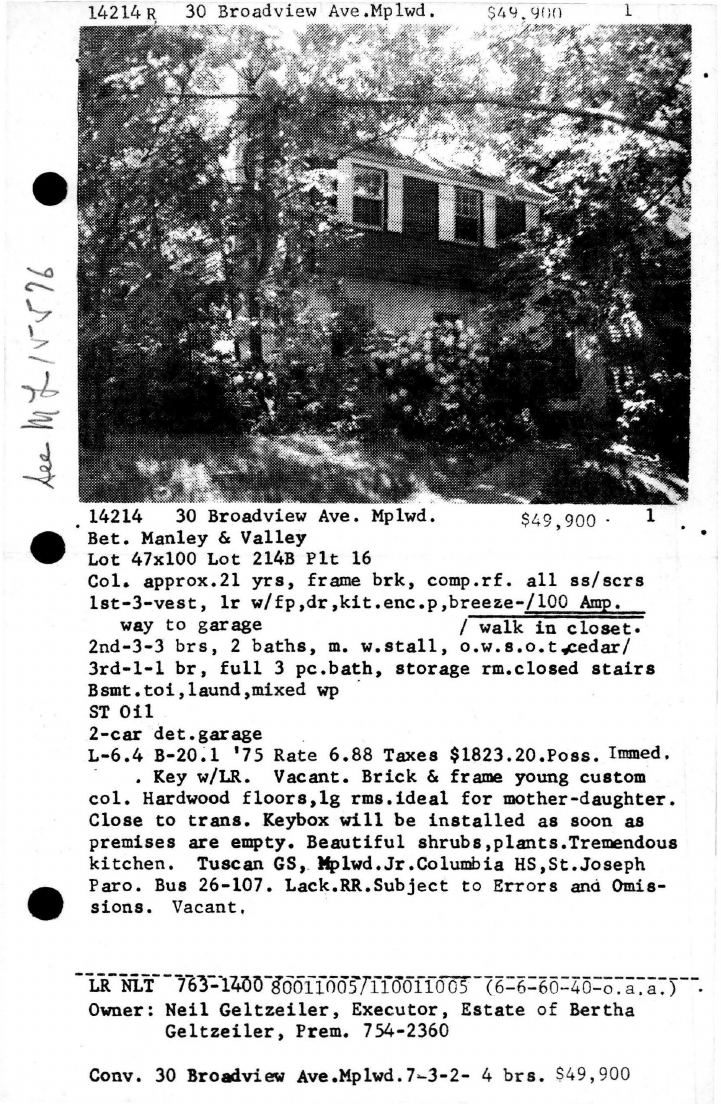 14214 R 30 Broadview Ave.Mplwd. $49,900 1
See Mf 15576
14214 30 Broadview Ave. Mplwd. $49,900 - 1
Bet. Manley & Valley
Lot 47x100 Lot 214B Plt 16
Col. approx.21 yrs, frame brk, comp.rf. all ss/scrs
1st-3-vest, lr w/fp,dr,kit.enc.p,breeze-/100 Amp.
way to garage / walk in closet.
2nd-3-3 brs, 2 baths, m. w.stall, o.w.s.o.t.cedar/
3rd-1-1 br, full 3 pc.bath, storage rm.closed stairs
Bsmt.toi,laund,mixed wp
ST Oil
2-car det.garage
L-6.4 B-20.1 '75 Rate 6.88 Taxes $1823.20.Poss. Immed.
. Key w/LR. Vacant. Brick & frame young custom
col. Hardwood floors,lg rms.ideal for mother-daughter.
Close to trans. Keybox will be installed as soon as
premises are empty. Beautiful shrubs,plants.Tremendous
kitchen. Tuscan GS, Mplwd.Jr.Columbia HS,St.Joseph
Paro. Bus 26-107. Lack.RR.Subject to Errors and Omis-
sions. Vacant.
LR NLT 763-1400 80011005/110011005 (6-6-60-40-o.a.a.)
Owner: Neil Geltzeiler, Executor, Estate of Bertha
Geltzeiler, Prem. 754-2360
Conv. 30 Broadview Ave.Mplwd.7-3-2- 4 brs. $49,900